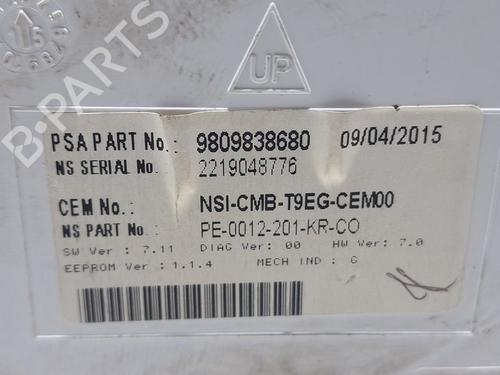 15
UP
PSA PART No.: 9809838680 09/04/2015
NS SERIAL No.: 2219048776
CEM No.: NSI-CMB-T9EG-CEM00
NS PART No.: PE-0012-201-KR-CO
SW Ver : 7.11 DIAG Ver: 00 HW Ver: 7.0
EEPROM Ver : 1.1.4 MECH IND : G
B-PARTS